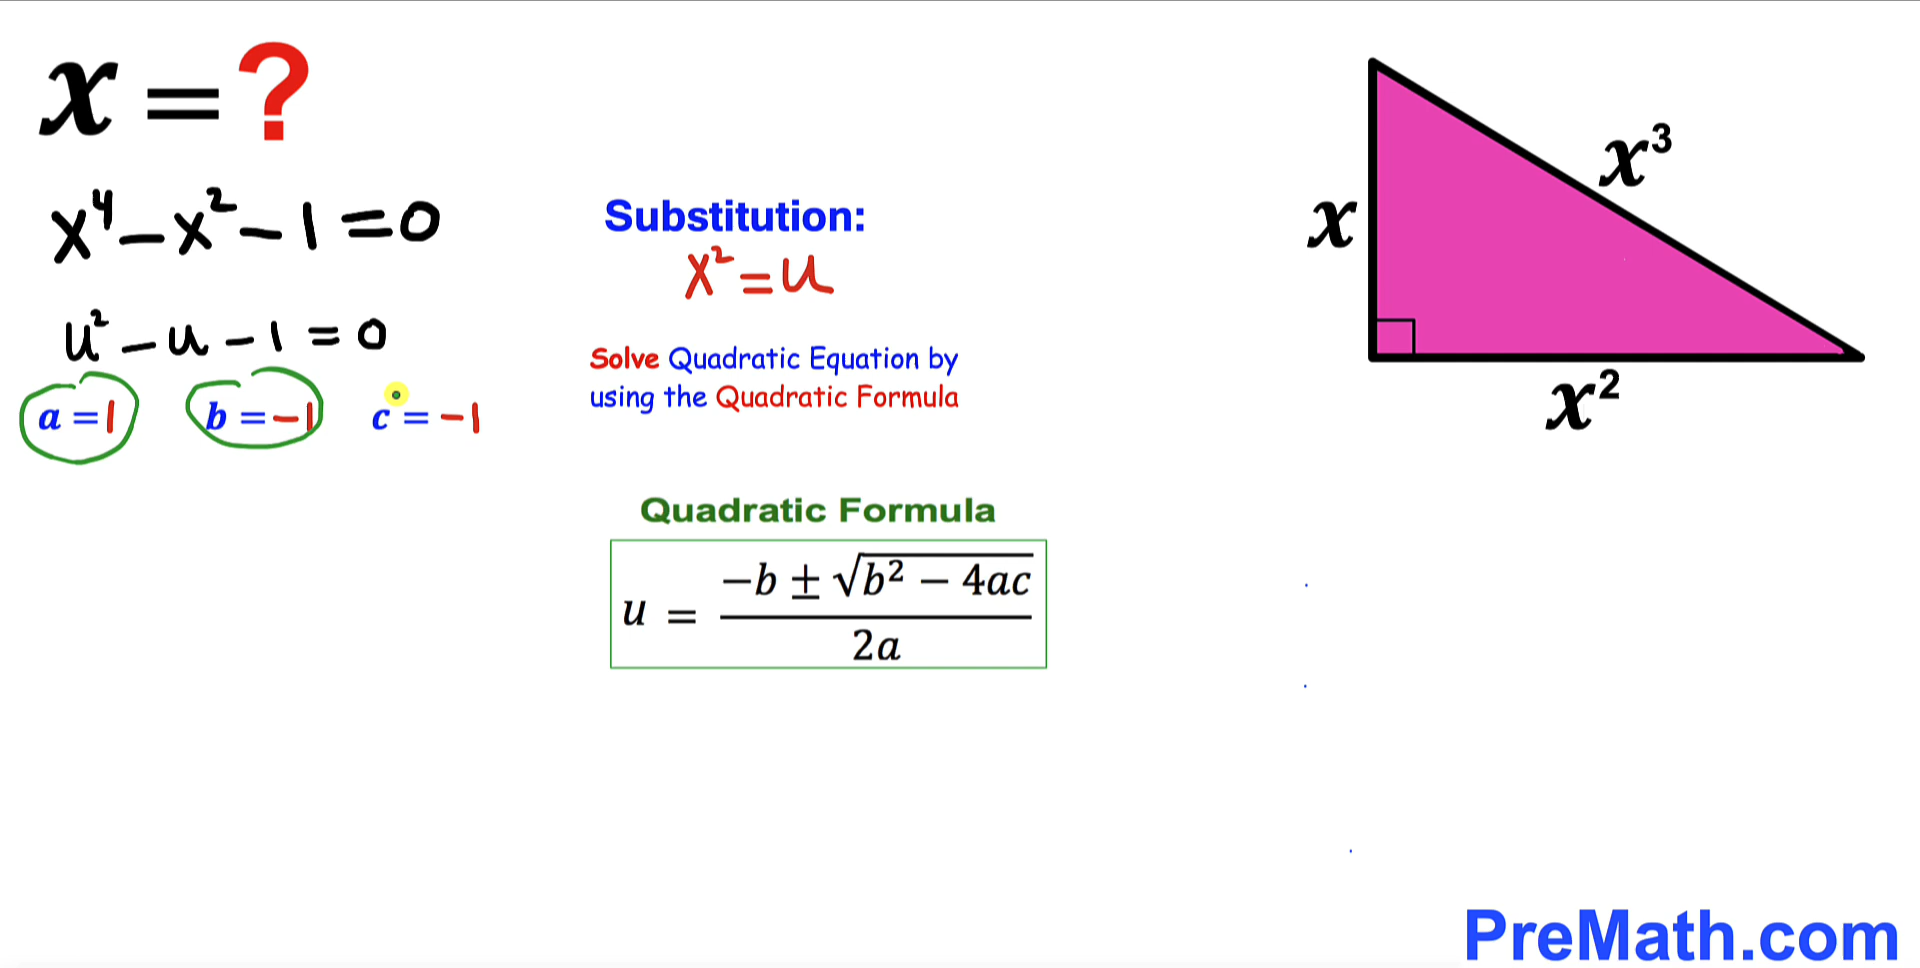 x = ?
x⁴ – x² – 1 = 0
u² – u – 1 = 0
a = 1 b = –1 c = –1
Substitution:
x² = u
Solve Quadratic Equation by
using the Quadratic Formula
Quadratic Formula
u = (−b ± √(b² − 4ac)) / 2a
x
x³
x²
PreMath.com